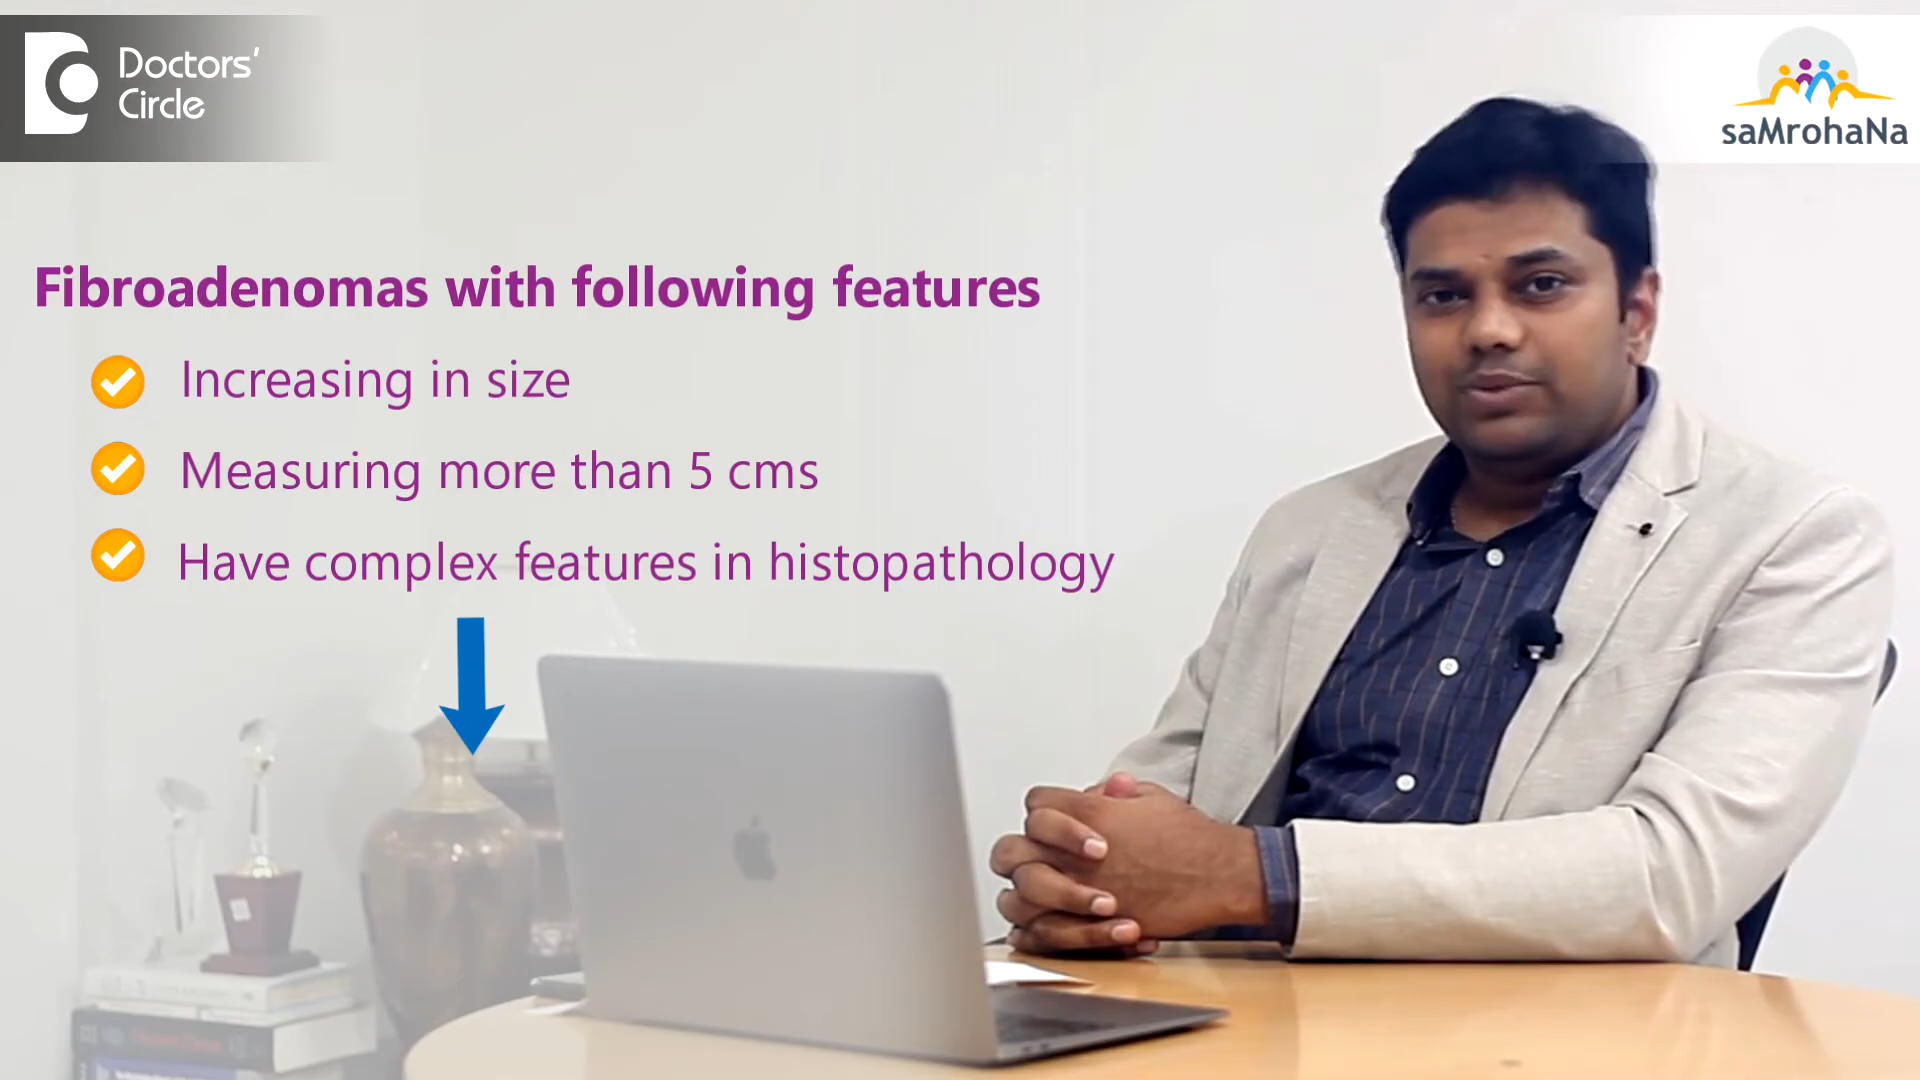 Doctors'
Circle
saMrohaNa
Fibroadenomas with following features
Increasing in size
Measuring more than 5 cms
Have complex features in histopathology